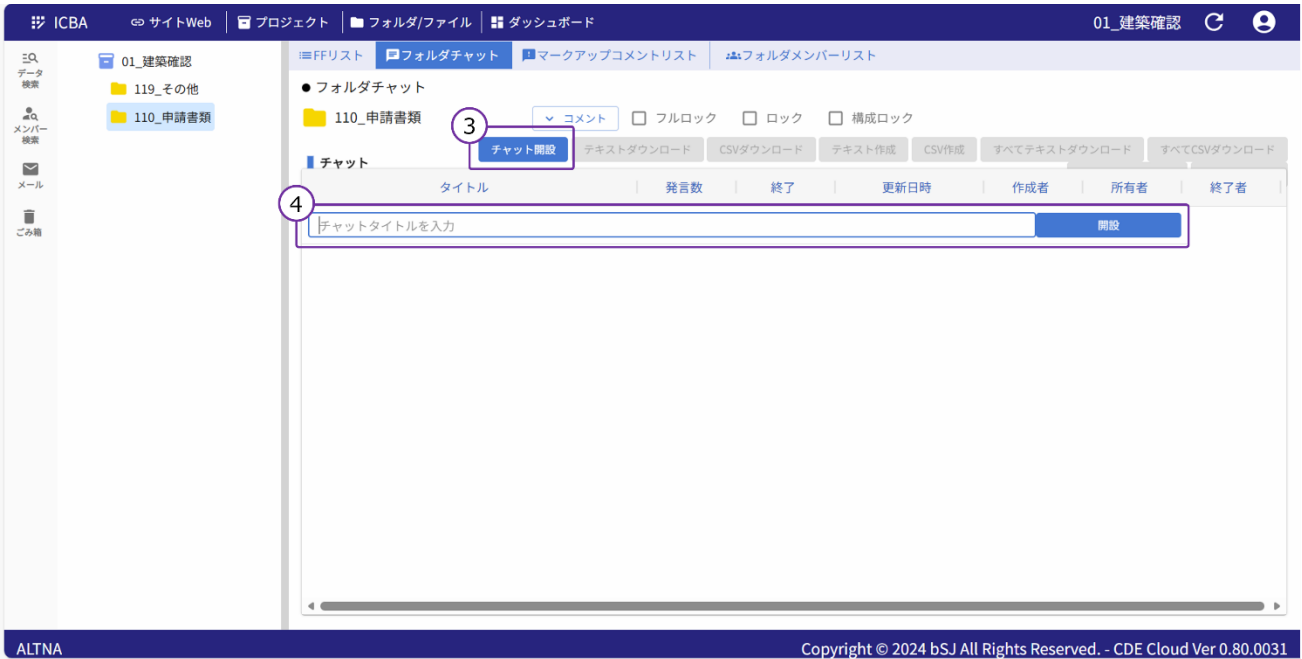 ICBA サイトWeb プロジェクト フォルダ/ファイル ダッシュボード 01_建築確認
データ
検索
メンバー
検索
メール
ごみ箱
01_建築確認
119_その他
110_申請書類
FFリスト フォルダチャット マークアップコメントリスト フォルダメンバーリスト
● フォルダチャット
110_申請書類 コメント フルロック ロック 構成ロック
③
チャット開設 テキストダウンロード CSVダウンロード テキスト作成 CSV作成 すべてテキストダウンロード すべてCSVダウンロード
チャット
タイトル 発言数 終了 更新日時 作成者 所有者 終了者
④
チャットタイトルを入力 開設
ALTNA Copyright © 2024 bSJ All Rights Reserved. - CDE Cloud Ver 0.80.0031